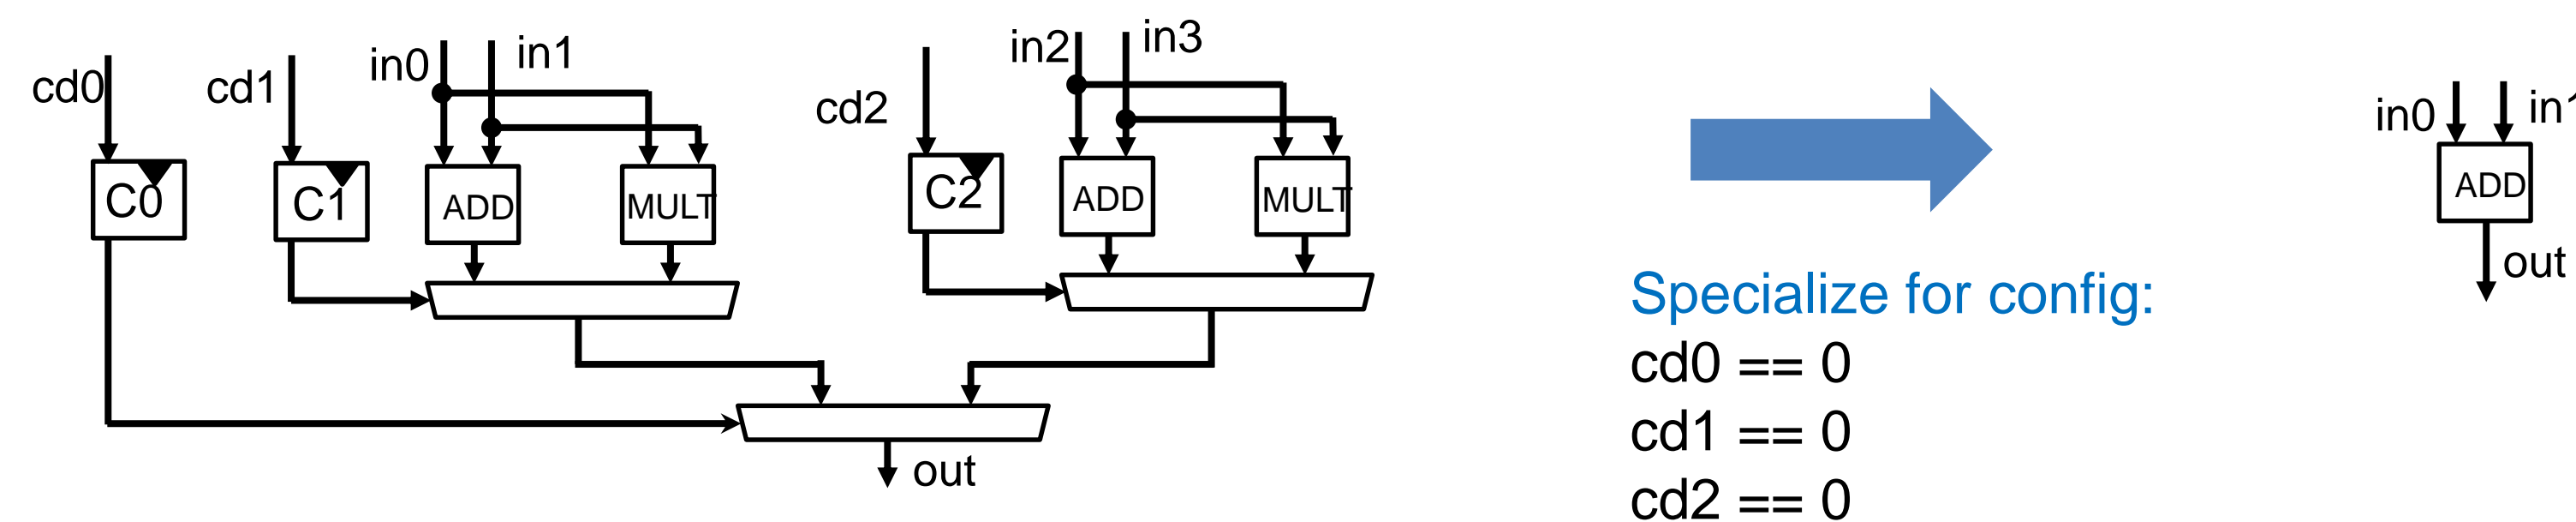 cd0
cd1
in0
in1
cd2
in2
in3
C0
C1
ADD
MULT
C2
ADD
MULT
out
Specialize for config:
cd0 == 0
cd1 == 0
cd2 == 0
in0
ADD
out